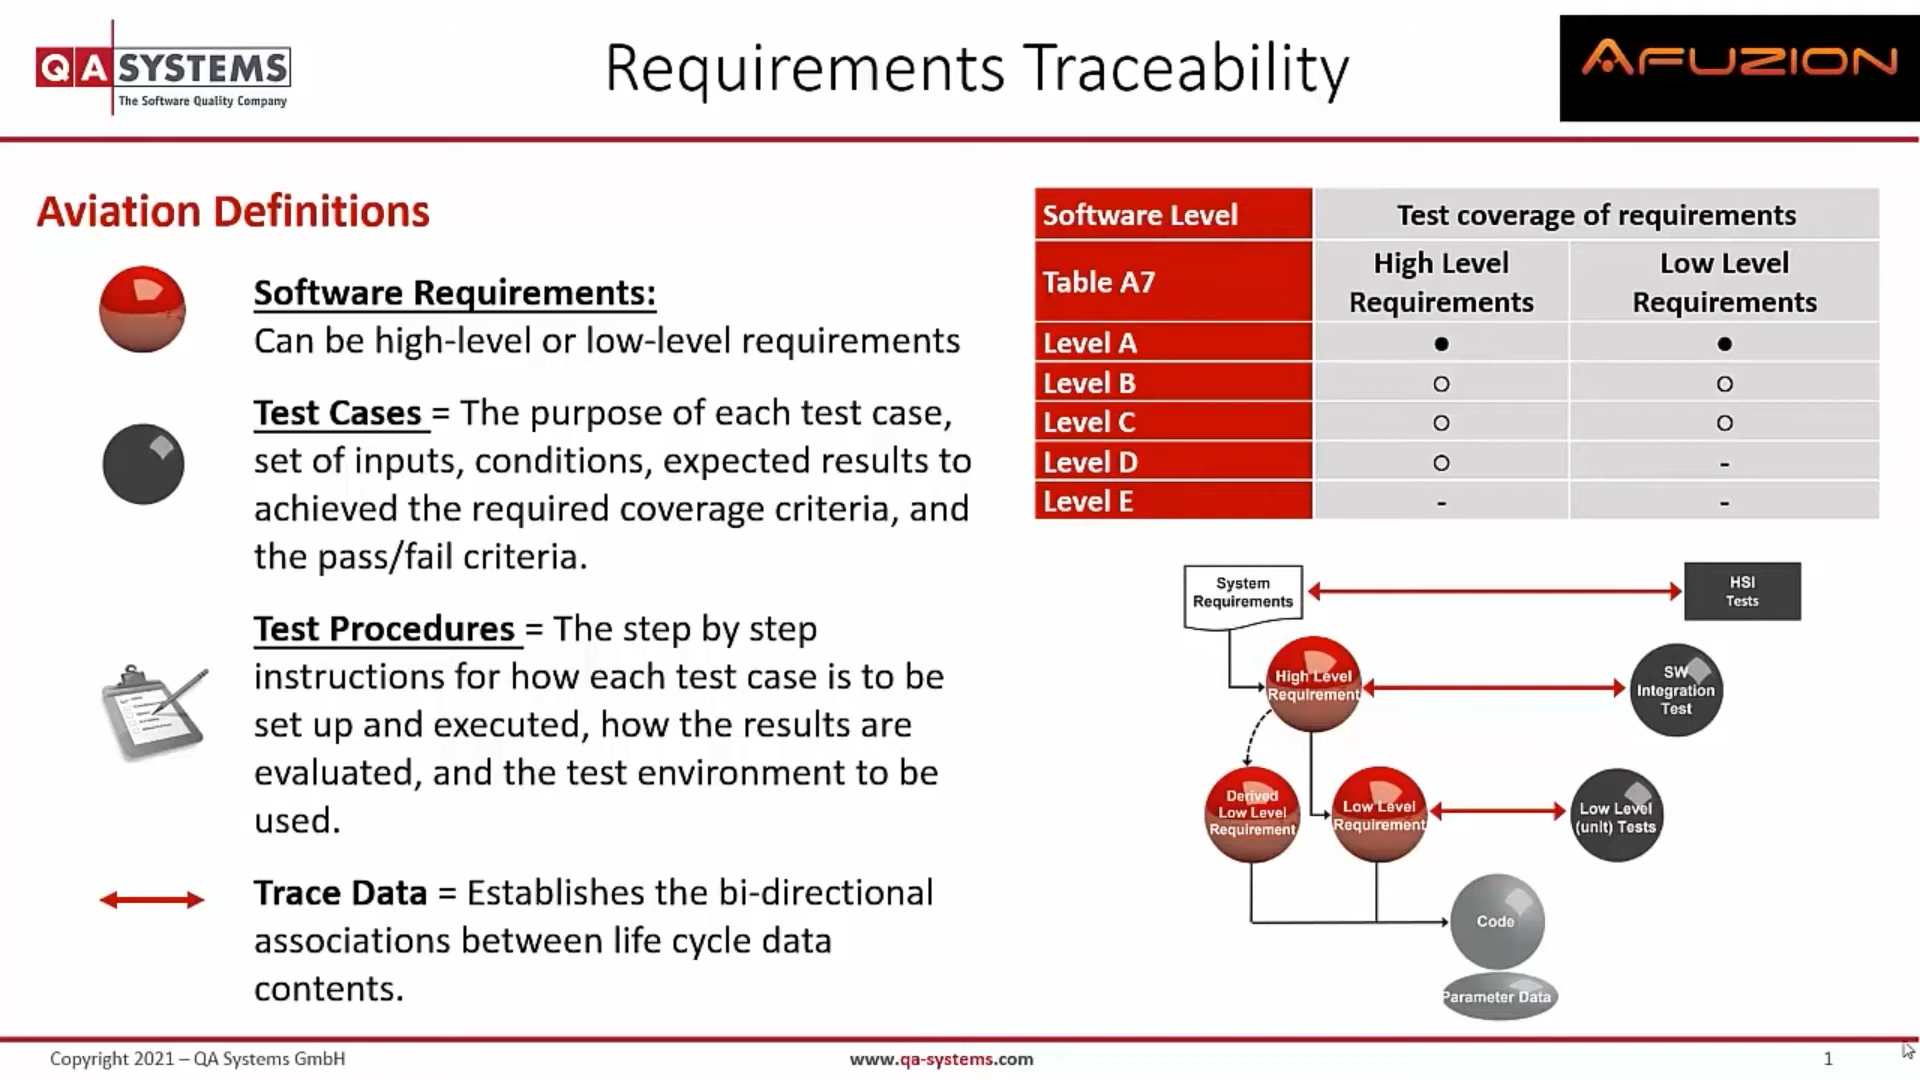 QA SYSTEMS
The Software Quality Company
Requirements Traceability
AFUZION
Aviation Definitions
Software Requirements:
Can be high-level or low-level requirements
Test Cases = The purpose of each test case,
set of inputs, conditions, expected results to
achieved the required coverage criteria, and
the pass/fail criteria.
Test Procedures = The step by step
instructions for how each test case is to be
set up and executed, how the results are
evaluated, and the test environment to be
used.
Trace Data = Establishes the bi-directional
associations between life cycle data
contents.
Software Level Test coverage of requirements
Table A7 High Level Requirements Low Level Requirements
Level A ● ●
Level B ○ ○
Level C ○ ○
Level D ○ -
Level E - -
System
Requirements
HSI
Tests
High Level
Requirement
SW
Integration
Test
Derived
Low Level
Requirement
Low Level
Requirement
Low Level
(unit) Tests
Code
Parameter Data
Copyright 2021 – QA Systems GmbH
www.qa-systems.com
1